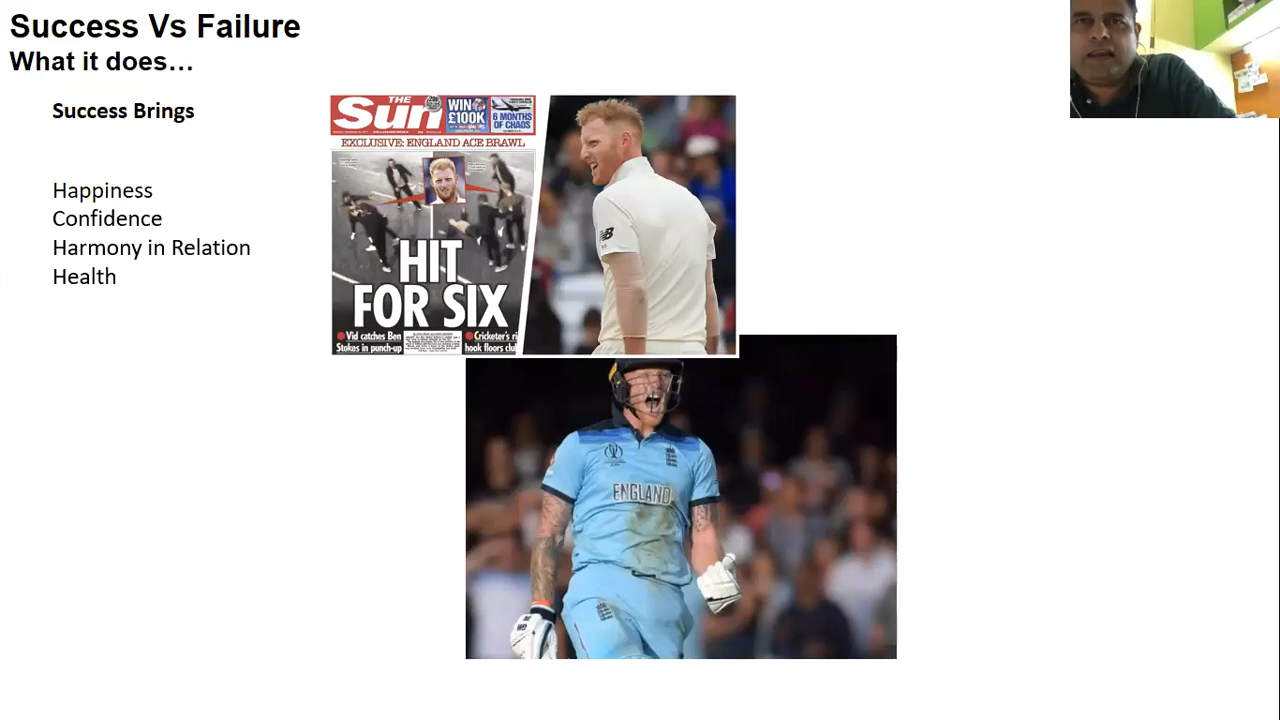 Success Vs Failure
What it does…
Success Brings
Happiness
Confidence
Harmony in Relation
Health
THE
Sun
WIN
£100K
6 MONTHS
OF CHAOS
EXCLUSIVE: ENGLAND ACE BRAWL
HIT
FOR SIX
Vid catches Ben
Stokes in punch-up
Cricketer's ri
hook floors clu
ENGLAND